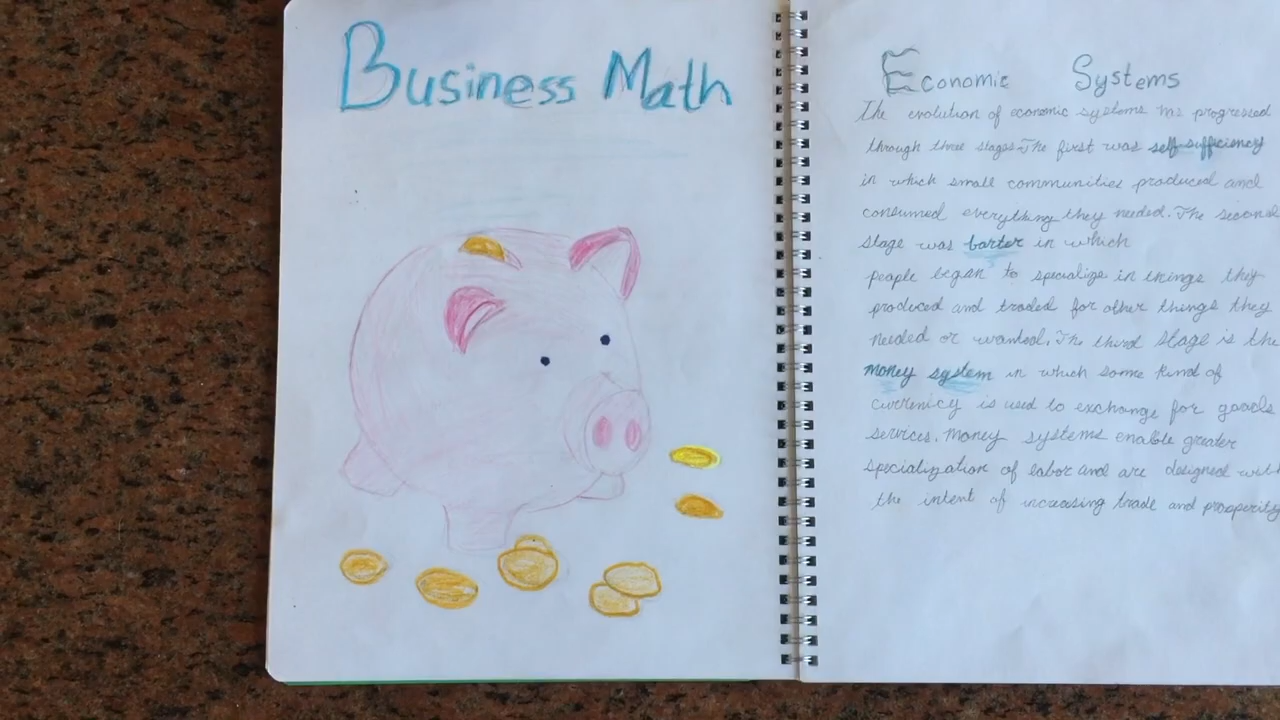 Business Math
Economic Systems
The evolution of economic systems has progressed
through three stages. The first was self-sufficiency
in which small communities produced and
consumed everything they needed. The second
stage was barter in which
people began to specialize in things they
produced and traded for other things they
needed or wanted. The third stage is the
money system in which some kind of
currenicy is used to exchange for goods
services. Money systems enable greater
specialization of labor and are designed with
the intent of increasing trade and prosperity